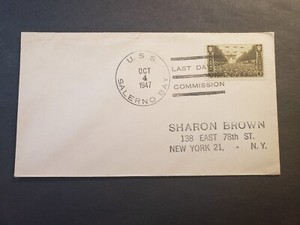 U.S.S.
OCT
4
1947
SALERNO BAY
LAST DAY
COMMISSION
SHARON BROWN
138 EAST 78th ST.
NEW YORK 21, - N.Y.